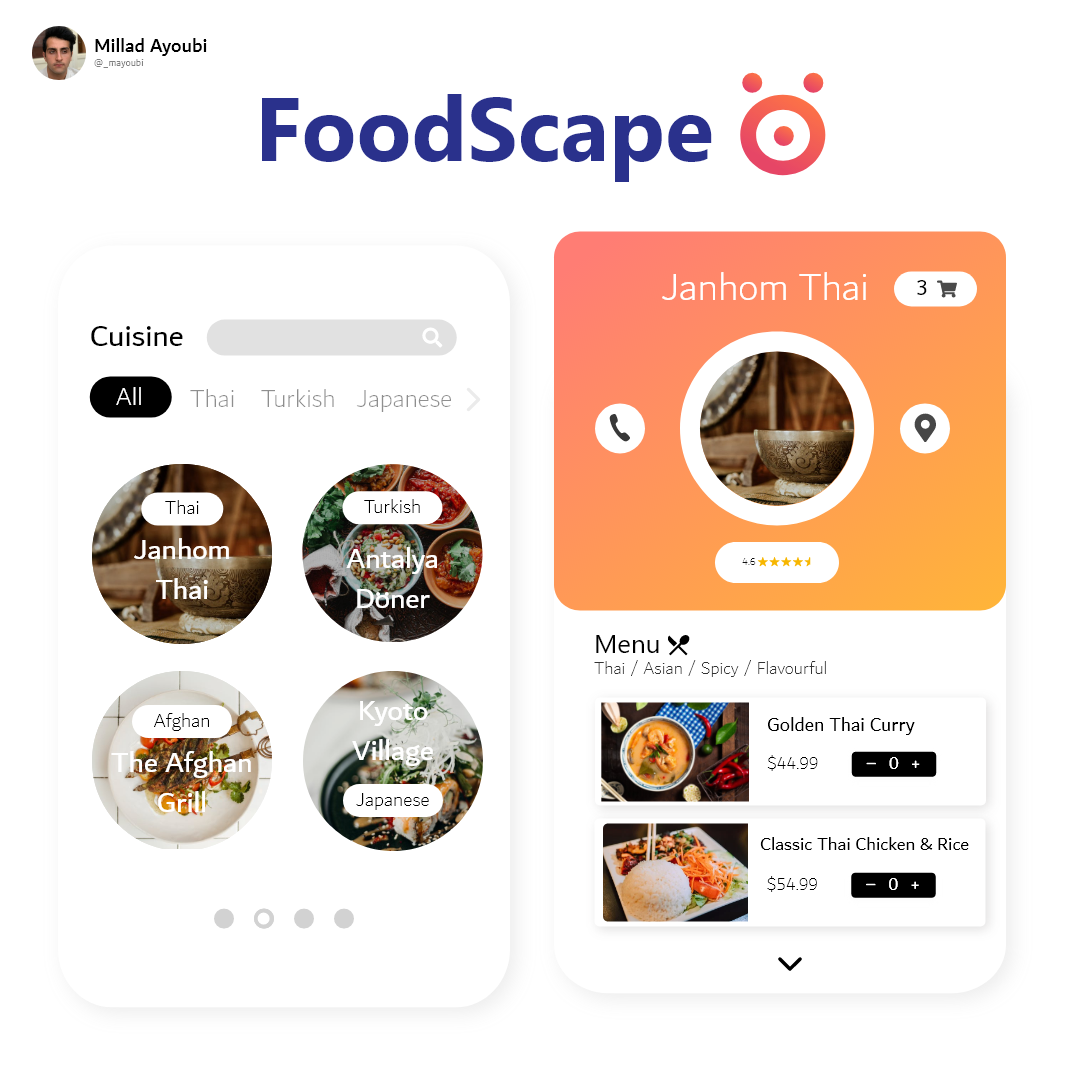 Millad Ayoubi
@_mayoubi
FoodScape
Cuisine
All Thai Turkish Japanese
Thai
Janhom
Thai
Turkish
Antalya
Döner
Afghan
The Afghan
Grill
Kyoto
Village
Japanese
Janhom Thai
3
4.6
Menu
Thai / Asian / Spicy / Flavourful
Golden Thai Curry
$44.99 − 0 +
Classic Thai Chicken & Rice
$54.99 − 0 +